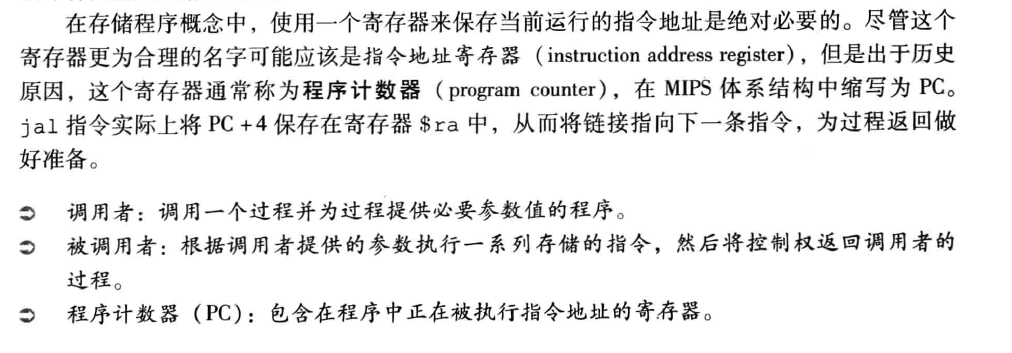 在存储程序概念中，使用一个寄存器来保存当前运行的指令地址是绝对必要的。尽管这个
寄存器更为合理的名字可能应该是指令地址寄存器（instruction address register），但是出于历史
原因，这个寄存器通常称为程序计数器（program counter），在 MIPS 体系结构中缩写为 PC。
jal 指令实际上将 PC +4 保存在寄存器 $ra 中，从而将链接指向下一条指令，为过程返回做
好准备。
➲ 调用者：调用一个过程并为过程提供必要参数值的程序。
➲ 被调用者：根据调用者提供的参数执行一系列存储的指令，然后将控制权返回调用者的
过程。
➲ 程序计数器（PC）：包含在程序中正在被执行指令地址的寄存器。